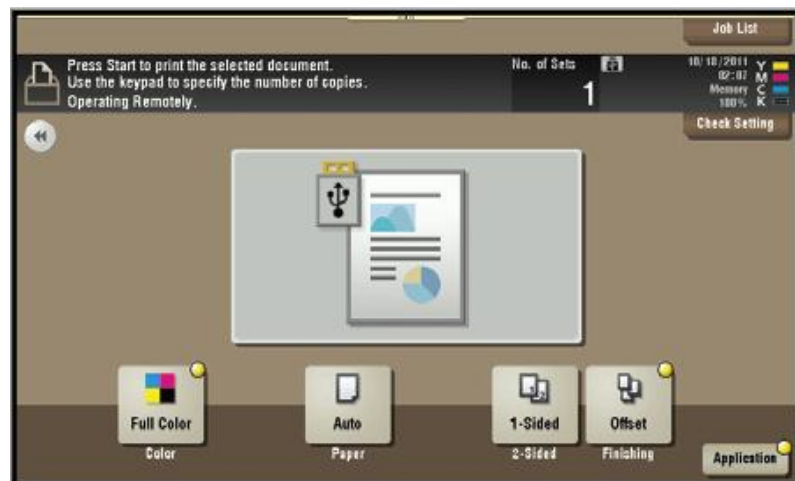 Job List
Press Start to print the selected document.
Use the keypad to specify the number of copies.
Operating Remotely.
No. of Sets
1
10/10/2011
02:07
Memory
100%
Y
M
C
K
Check Setting
Full Color
Auto
1-Sided
Offset
Color
Paper
2-Sided
Finishing
Application